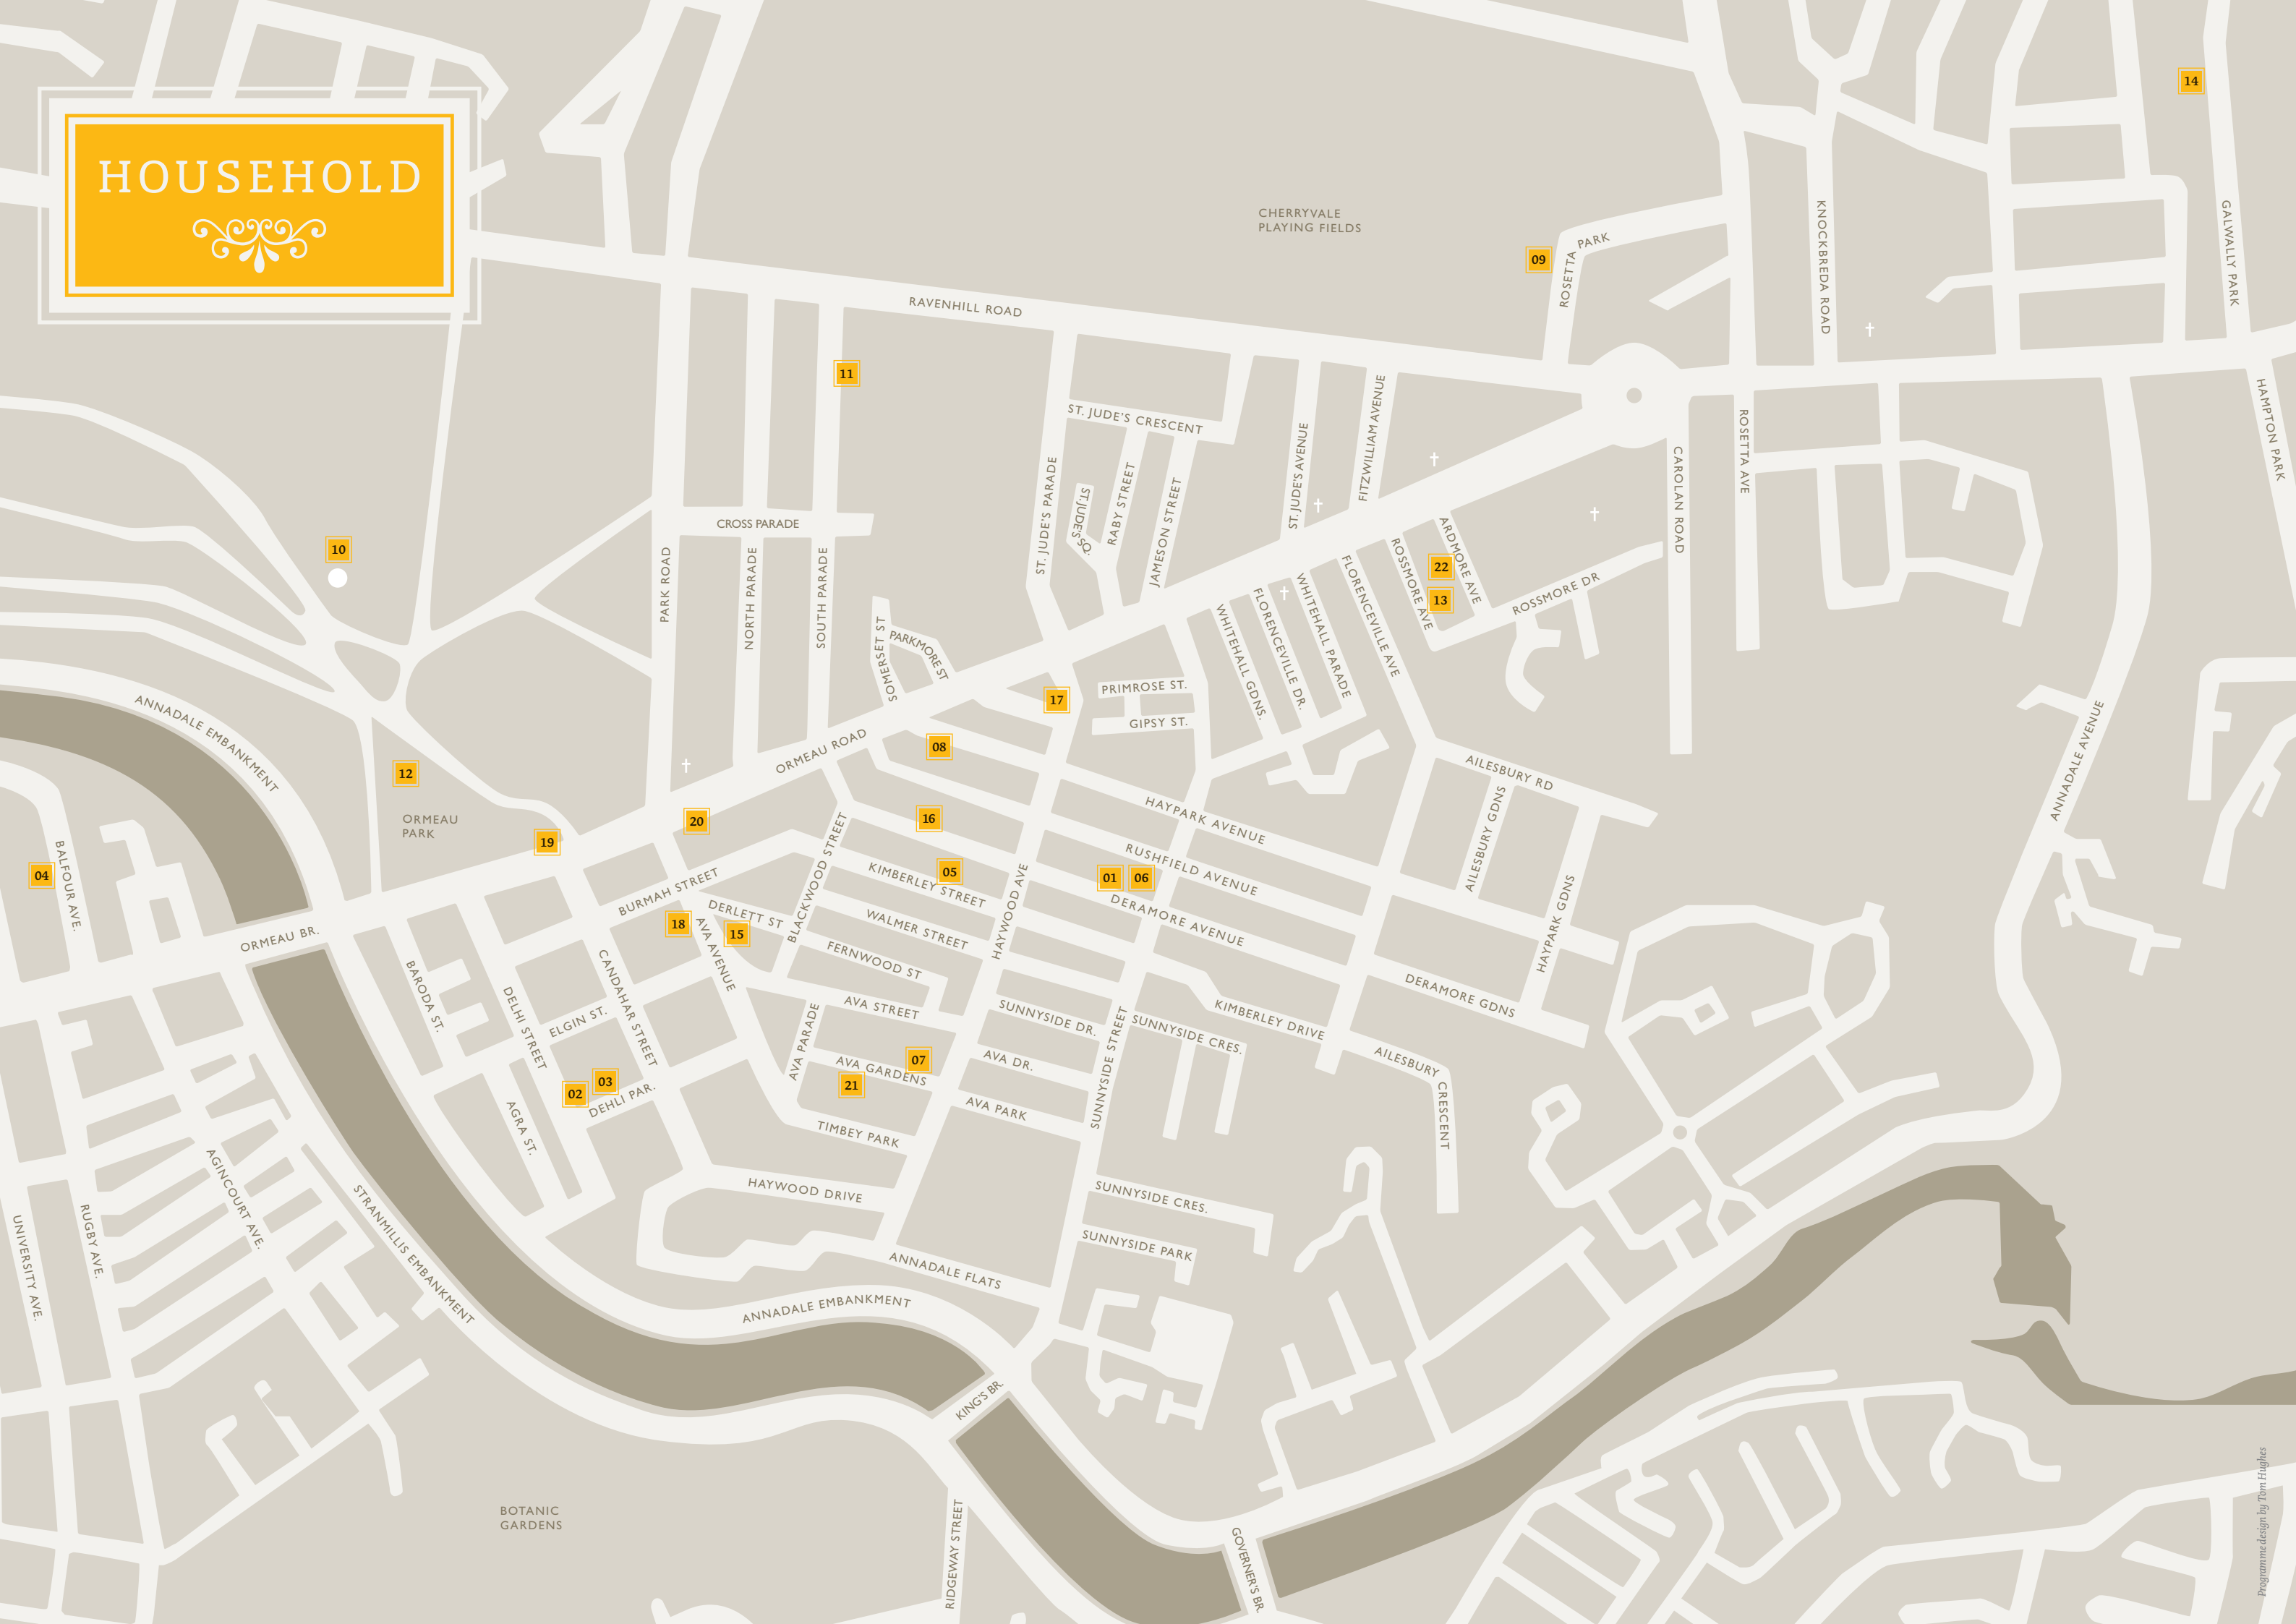 HOUSEHOLD
14
CHERRYVALE
PLAYING FIELDS
09
ROSETTA
PARK
KNOCKBREDA ROAD
GALWALLY PARK
RAVENHILL ROAD
11
ST. JUDE'S CRESCENT
ST. JUDE'S PARADE
ST. JUDE'S
SQ.
RABY STREET
JAMESON STREET
ST. JUDE'S AVENUE
FITZWILLIAM AVENUE
CAROLAN ROAD
ROSETTA AVE
HAMPTON PARK
10
CROSS PARADE
PARK ROAD
NORTH PARADE
SOUTH PARADE
SOMERSET ST
PARKMOREST
ROSSMORE AVE
ARDMORE AVE
22
13
ROSSMORE DR
WHITEHALL GDNS.
FLORENCEVILLE DR.
WHITEHALL PARADE
FLORENCEVILLE AVE
ANNADALE EMBANKMENT
17
PRIMROSE ST.
GIPSY ST.
ORMEAU ROAD
08
12
ORMEAU
PARK
19
20
16
AILESBURY RD
AILESBURY GDNS
HAYPARK GDNS
ANNADALE AVENUE
HAYPARK AVENUE
RUSHFIELD AVENUE
DERAMORE AVENUE
04
BALFOUR AVE.
05
01
06
KIMBERLEY STREET
BURMAH STREET
DERLETT ST
BLACKWOOD STREET
WALMER STREET
HAYWOOD AVE
18
15
AVA AVENUE
FERNWOOD ST
ORMEAU BR.
BARODA ST.
DELHI STREET
CANDAHAR STREET
ELGIN ST.
AVA STREET
SUNNYSIDE DR.
SUNNYSIDE STREET
SUNNYSIDE CRES.
KIMBERLEY DRIVE
DERAMORE GDNS
AVA PARADE
07
AVA GARDENS
21
AVA DR.
AILESBURY
CRESCENT
02
03
DEHLI PAR.
AVA PARK
AGRA ST.
TIMBEY PARK
AGINCOURT AVE.
STRANMILLIS EMBANKMENT
UNIVERSITY AVE.
RUGBY AVE.
HAYWOOD DRIVE
SUNNYSIDE CRES.
SUNNYSIDE PARK
ANNADALE FLATS
ANNADALE EMBANKMENT
KING'S BR.
BOTANIC
GARDENS
RIDGEWAY STREET
GOVERNER'S BR.
Programme design by Tom Hughes